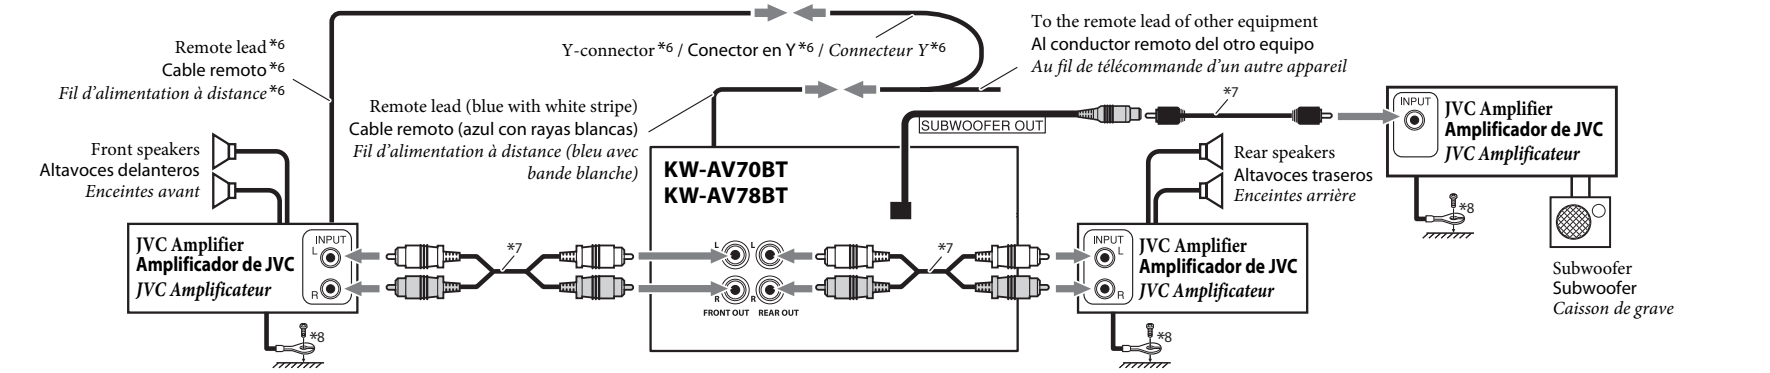 Remote lead*6
Cable remoto*6
Fil d'alimentation à distance*6
Y-connector*6 / Conector en Y*6 / Connecteur Y*6
To the remote lead of other equipment
Al conductor remoto del otro equipo
Au fil de télécommande d'un autre appareil
Remote lead (blue with white stripe)
Cable remoto (azul con rayas blancas)
Fil d'alimentation à distance (bleu avec
bande blanche)
*7
SUBWOOFER OUT
INPUT
JVC Amplifier
Amplificador de JVC
JVC Amplificateur
*8
Subwoofer
Subwoofer
Caisson de grave
Front speakers
Altavoces delanteros
Enceintes avant
KW-AV70BT
KW-AV78BT
Rear speakers
Altavoces traseros
Enceintes arrière
JVC Amplifier
Amplificador de JVC
JVC Amplificateur
INPUT
L
R
*8
*7
L
L
R
R
FRONT OUT
REAR OUT
*7
INPUT
L
R
JVC Amplifier
Amplificador de JVC
JVC Amplificateur
*8